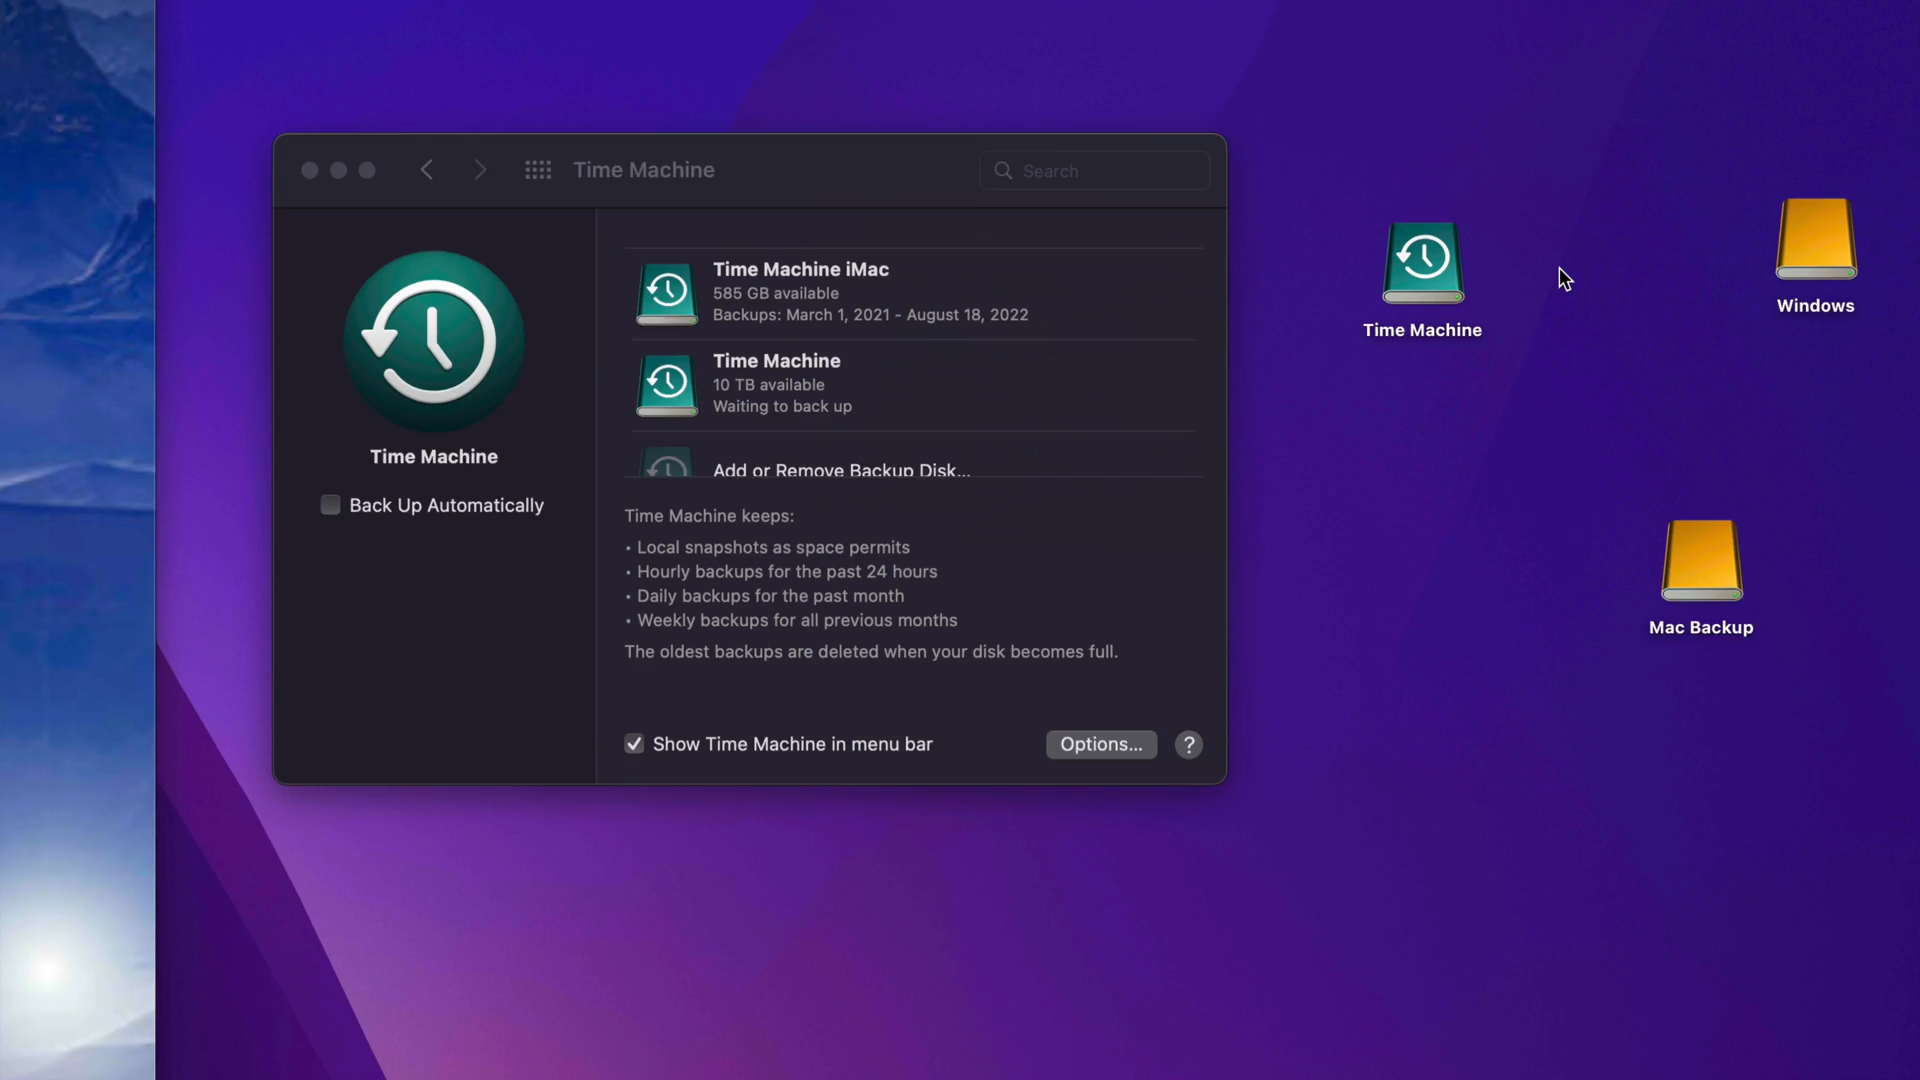 Time Machine
Search
Time Machine
Back Up Automatically
Time Machine iMac
585 GB available
Backups: March 1, 2021 - August 18, 2022
Time Machine
10 TB available
Waiting to back up
Add or Remove Backup Disk...
Time Machine keeps:
• Local snapshots as space permits
• Hourly backups for the past 24 hours
• Daily backups for the past month
• Weekly backups for all previous months
The oldest backups are deleted when your disk becomes full.
Show Time Machine in menu bar
Options...
?
Time Machine
Windows
Mac Backup